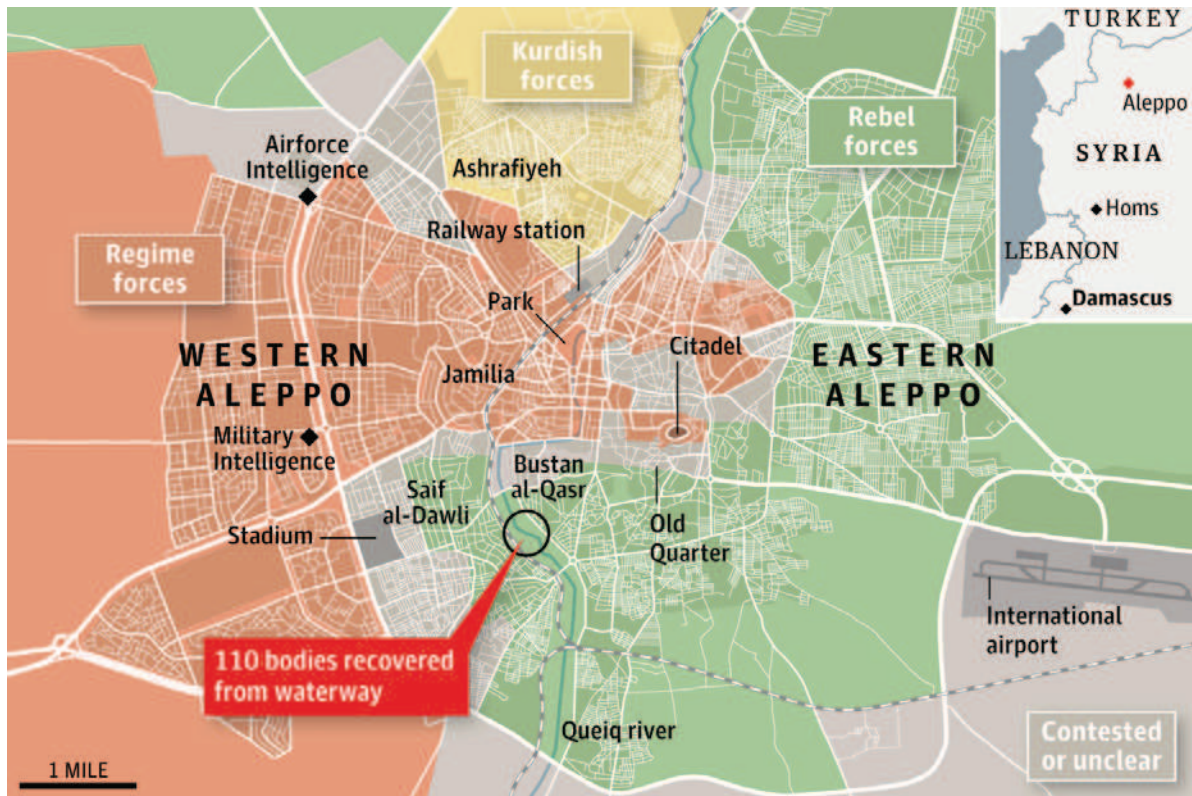 Kurdish
forces
TURKEY
Aleppo
SYRIA
Homs
LEBANON
Damascus
Rebel
forces
Airforce
Intelligence
Ashrafiyeh
Railway station
Regime
forces
Park
WESTERN
ALEPPO
Jamilia
Citadel
EASTERN
ALEPPO
Military
Intelligence
Bustan
al-Qasr
Saif
al-Dawli
Stadium
Old
Quarter
International
airport
110 bodies recovered
from waterway
Queiq river
Contested
or unclear
1 MILE